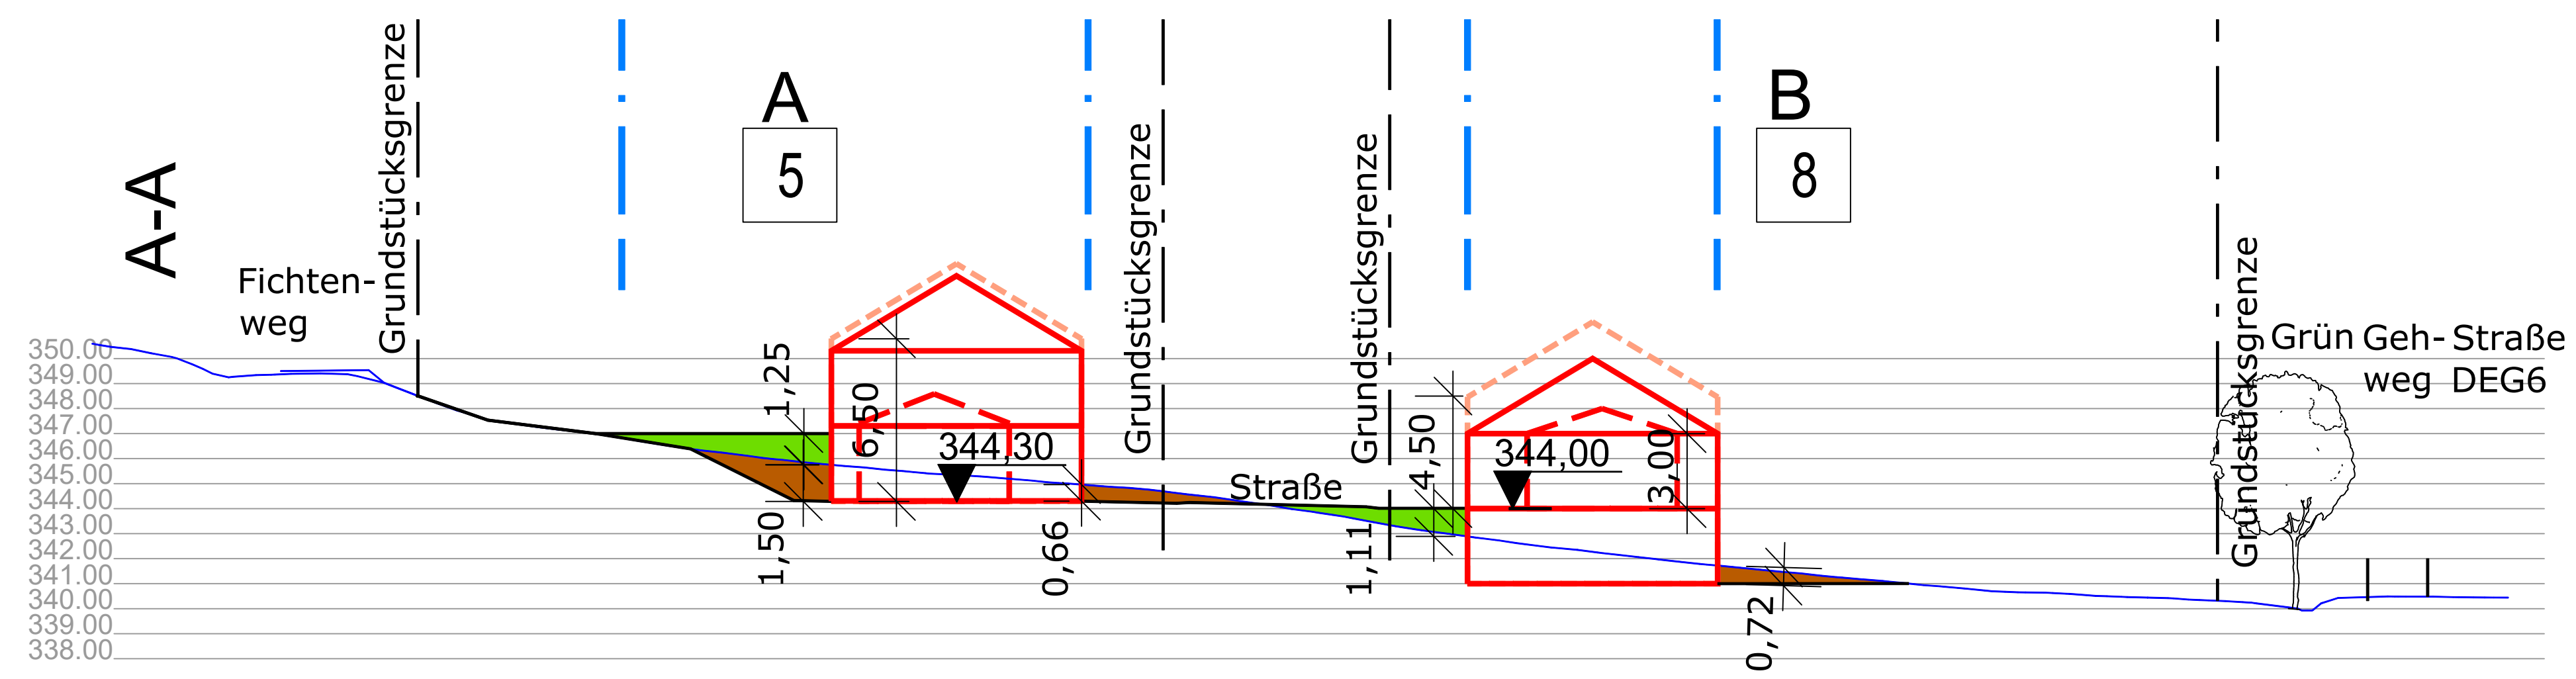 A-A
Fichten-
weg
Grundstücksgrenze
A
5
Grundstücksgrenze
Grundstücksgrenze
B
8
Grundstücksgrenze
Grün
Geh-
weg
Straße
DEG6
350.00
349.00
348.00
347.00
346.00
345.00
344.00
343.00
342.00
341.00
340.00
339.00
338.00
1,25
1,50
6,50
344,30
0,66
Straße
1,11
4,50
344,00
3,00
0,72